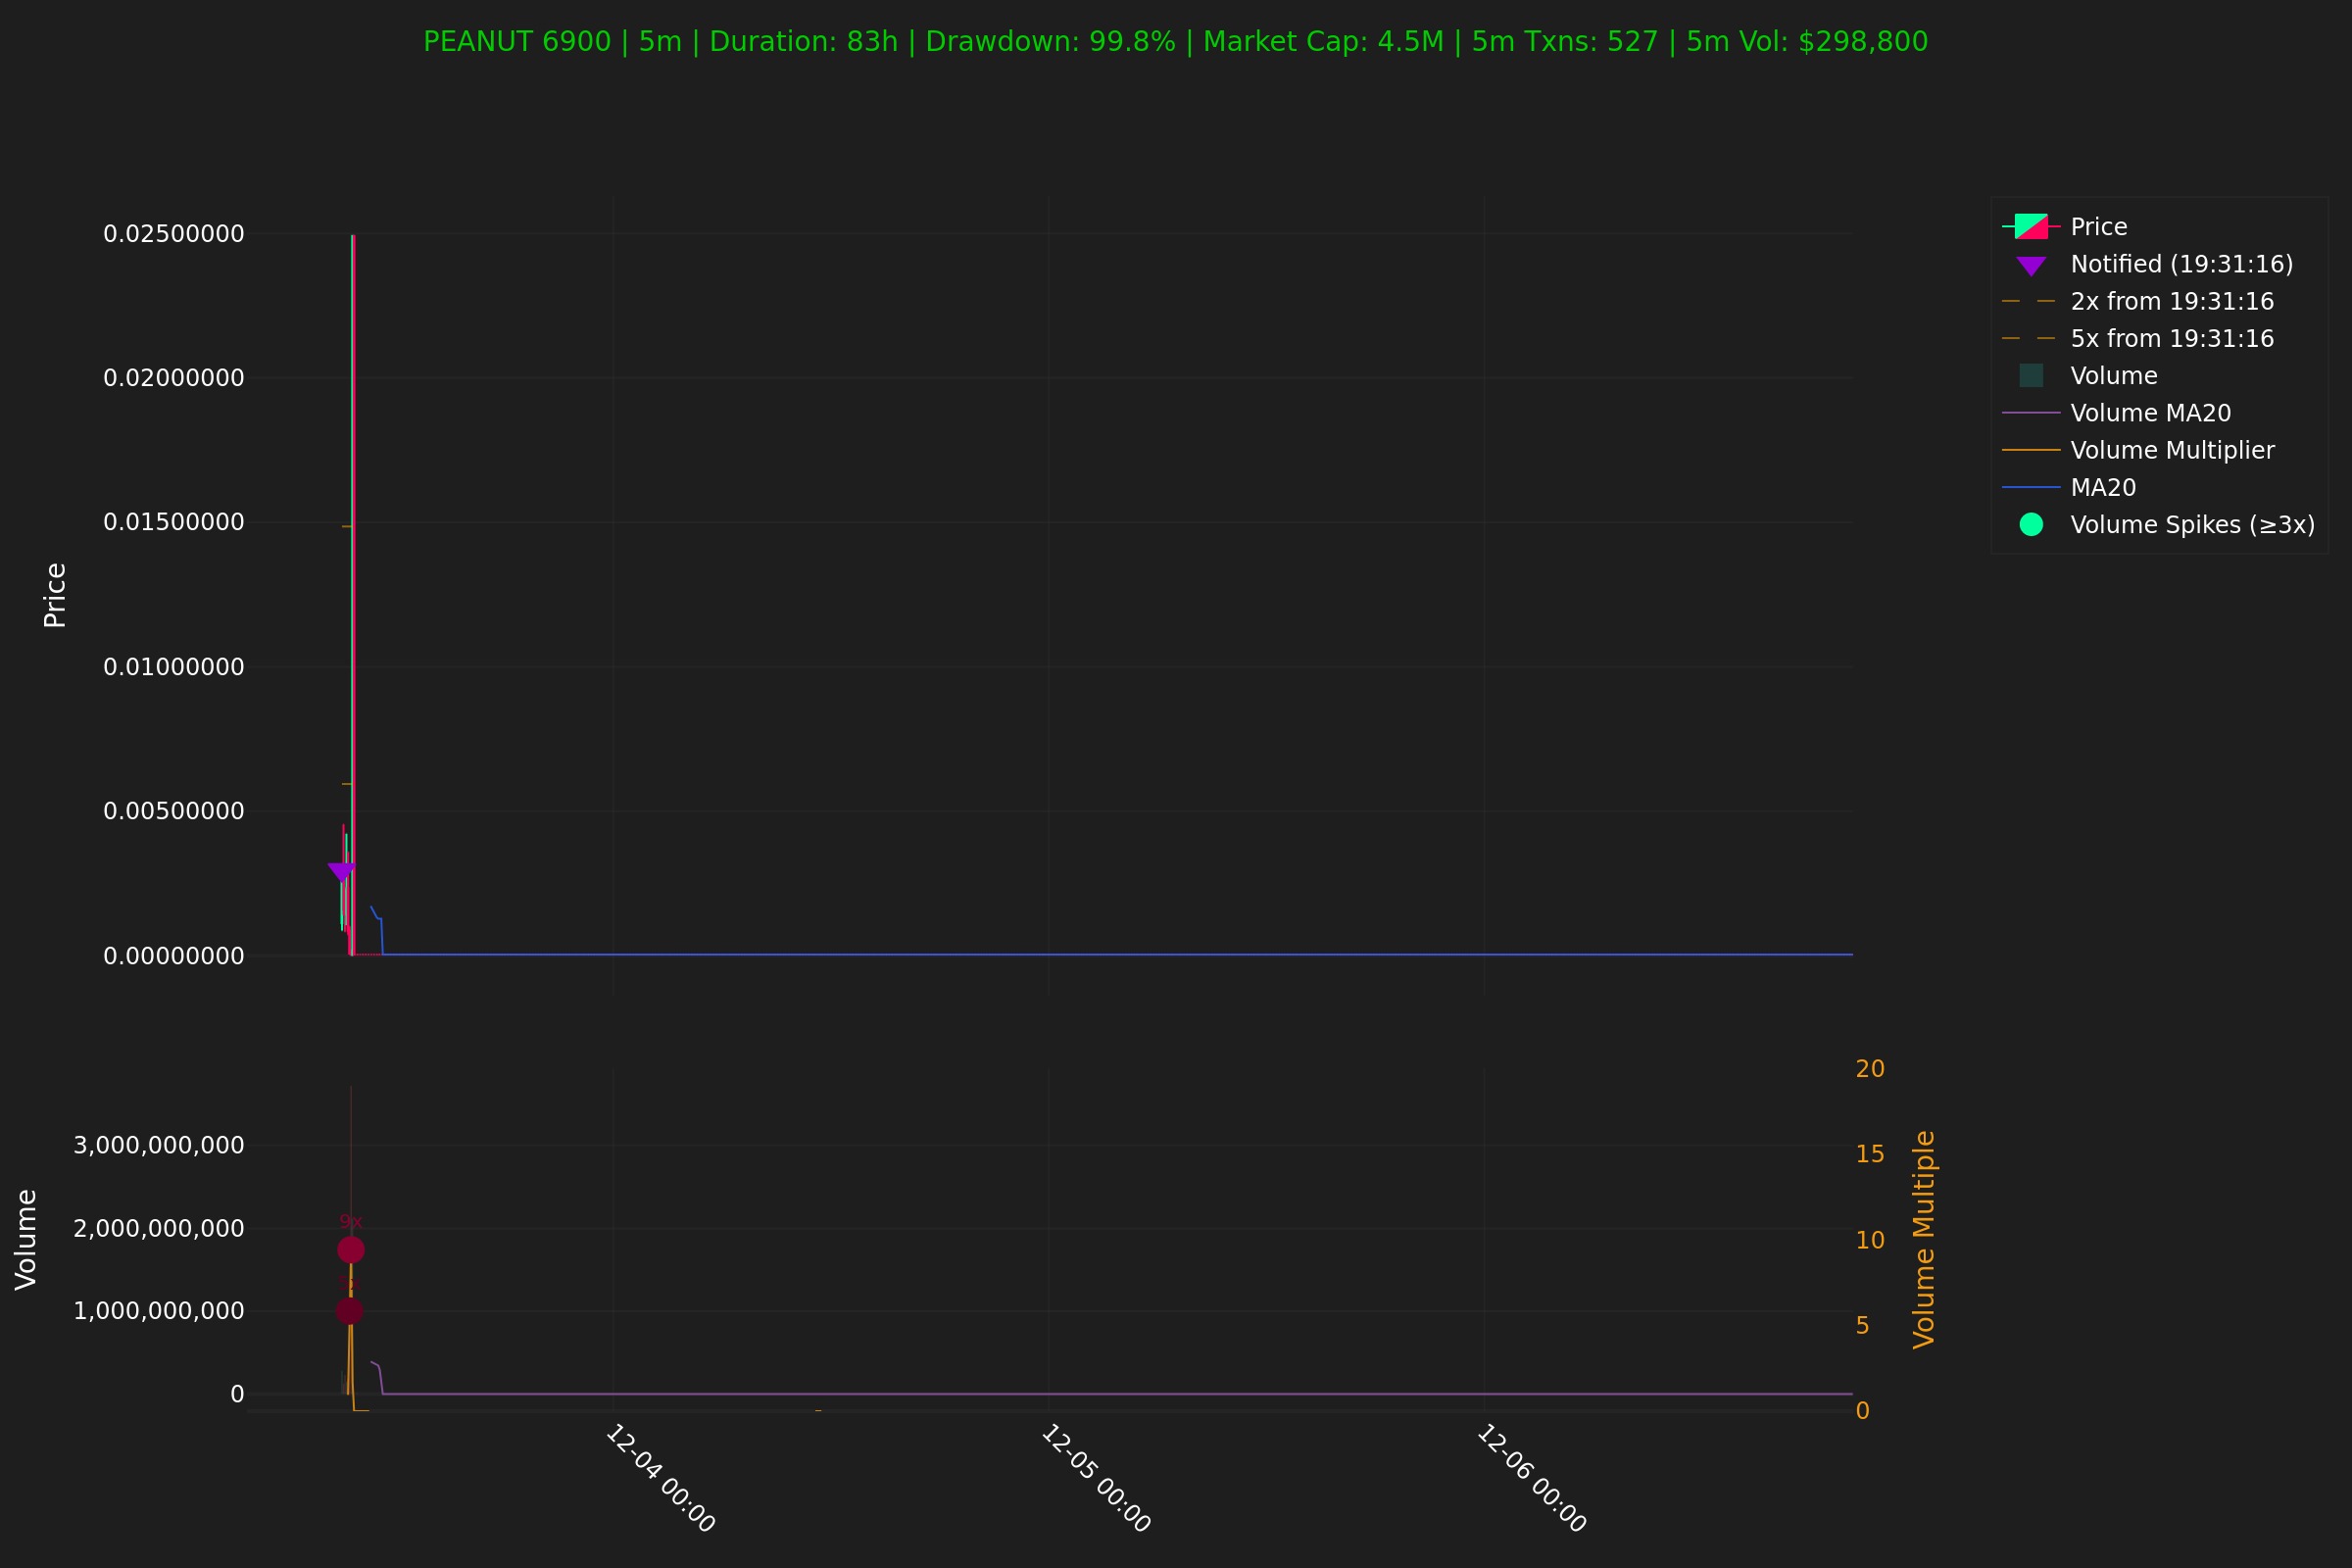 PEANUT 6900 | 5m | Duration: 83h | Drawdown: 99.8% | Market Cap: 4.5M | 5m Txns: 527 | 5m Vol: $298,800
Price
0.02500000
0.02000000
0.01500000
0.01000000
0.00500000
0.00000000
Price
Notified (19:31:16)
2x from 19:31:16
5x from 19:31:16
Volume
Volume MA20
Volume Multiplier
MA20
Volume Spikes (≥3x)
Volume
3,000,000,000
2,000,000,000
1,000,000,000
0
9x
20
15
10
5
0
Volume Multiple
12-04 00:00
12-05 00:00
12-06 00:00